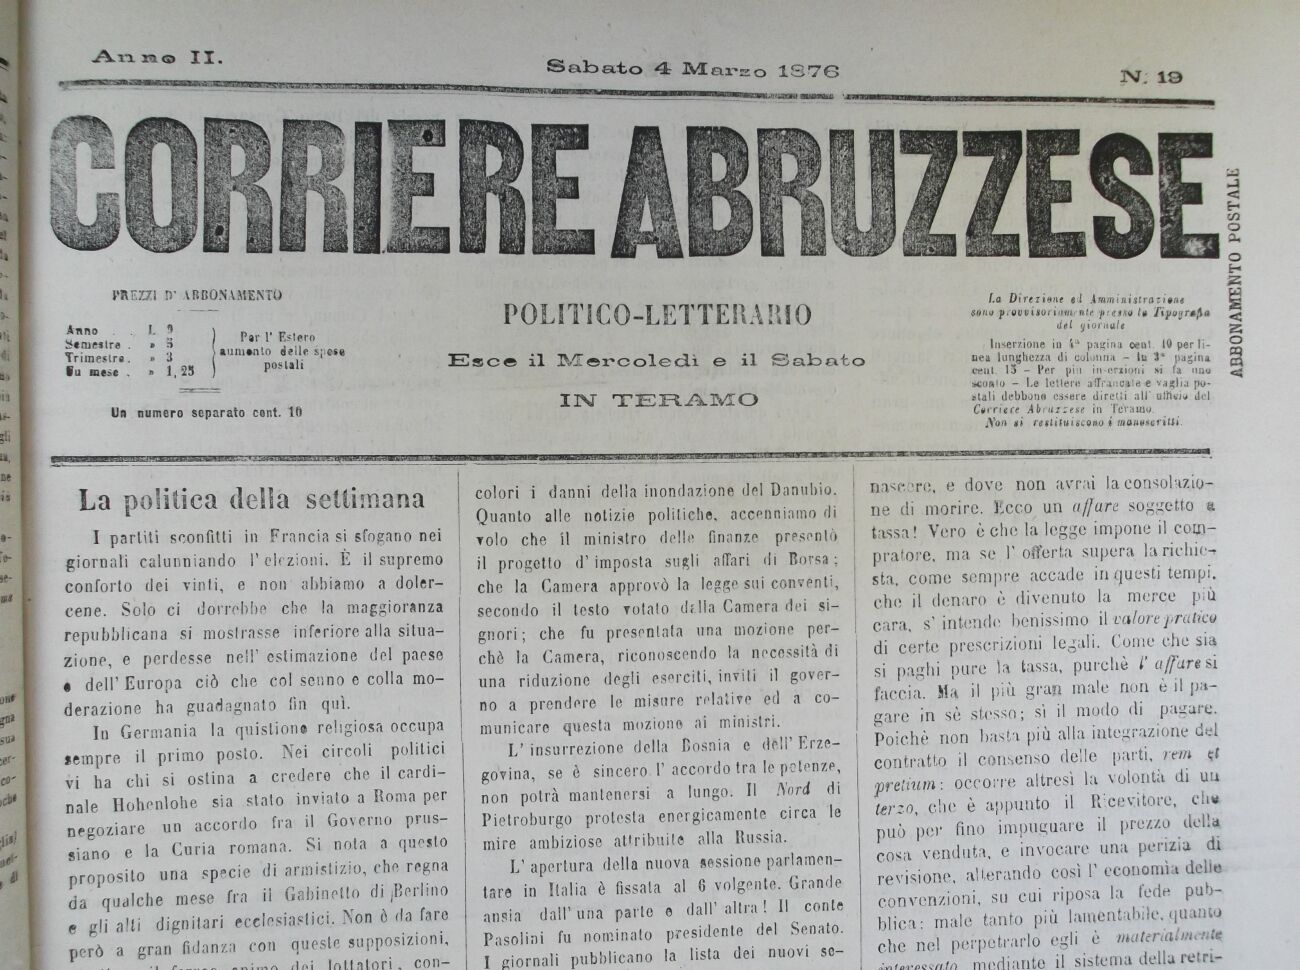 Anno II.
Sabato 4 Marzo 1876
N. 19
CORRIERE ABRUZZESE
ABBONAMENTO POSTALE
PREZZI D' ABBONAMENTO
Anno . . L. 9
Semestre . » 5
Trimestre . » 3
Un mese . » 1,25
Per l' Estero
aumento delle spese
postali
Un numero separato cent. 10
POLITICO-LETTERARIO
Esce il Mercoledì e il Sabato
IN TERAMO
La Direzione ed Amministrazione
sono provvisoriamente presso la Tipografia
del giornale
Inserzione in 4ª pagina cent. 10 per li-
nea lunghezza di colonna – In 3ª pagina
cent. 15 – Per più inserzioni si fa uno
sconto – Le lettere affrancate e vaglia po-
stali debbono essere diretti all' ufficio del
Corriere Abruzzese in Teramo.
Non si restituiscono i manoscritti.
La politica della settimana
I partiti sconfitti in Francia si sfogano nei
giornali calunniando l' elezioni. È il supremo
conforto dei vinti, e non abbiamo a doler-
cene. Solo ci dorrebbe che la maggioranza
repubblicana si mostrasse inferiore alla situa-
zione, e perdesse nell' estimazione del paese
e dell' Europa ciò che col senno e colla mo-
derazione ha guadagnato fin quì.
In Germania la quistione religiosa occupa
sempre il primo posto. Nei circoli politici
vi ha chi si ostina a credere che il cardi-
nale Hohenlohe sia stato inviato a Roma per
negoziare un accordo fra il Governo prus-
siano e la Curia romana. Si nota a questo
proposito una specie di armistizio, che regna
da qualche mese fra il Gabinetto di Berlino
e gli alti dignitari ecclesiastici. Non è da fare
però a gran fidanza con queste supposizioni,
animo dei lottatori, con-
colori i danni della inondazione del Danubio.
Quanto alle notizie politiche, accenniamo di
volo che il ministro delle finanze presentò
il progetto d' imposta sugli affari di Borsa;
che la Camera approvò la legge sui conventi,
secondo il testo votato dalla Camera dei si-
gnori; che fu presentata una mozione per-
chè la Camera, riconoscendo la necessità di
una riduzione degli eserciti, inviti il gover-
no a prendere le misure relative ed a co-
municare questa mozione ai ministri.
L' insurrezione della Bosnia e dell' Erze-
govina, se è sincero l' accordo tra le potenze,
non potrà mantenersi a lungo. Il Nord di
Pietroburgo protesta energicamente circa le
mire ambiziose attribuite alla Russia.
L' apertura della nuova sessione parlamen-
tare in Italia è fissata al 6 volgente. Grande
ansia dall' una parte e dall' altra! Il conte
Pasolini fu nominato presidente del Senato.
I giornali pubblicano la lista dei nuovi se-
nascere, e dove non avrai la consolazio-
ne di morire. Ecco un affare soggetto a
tassa! Vero è che la legge impone il com-
pratore, ma se l' offerta supera la richie-
sta, come sempre accade in questi tempi,
che il denaro è divenuto la merce più
cara, s' intende benissimo il valore pratico
di certe prescrizioni legali. Come che sia
si paghi pure la tassa, purchè l' affare si
faccia. Ma il più gran male non è il pa-
gare in sè stesso; sì il modo di pagare.
Poichè non basta più alla integrazione del
contratto il consenso delle parti, rem et
pretium: occorre altresì la volontà di un
terzo, che è appunto il Ricevitore, che
può per fino impuguare il prezzo della
cosa venduta, e invocare una perizia di
revisione, alterando così l' economia delle
convenzioni, su cui riposa la fede pub-
blica: male tanto più lamentabile, quanto
che nel perpetrarlo egli è materialmente
interessato mediante il sistema della retri-